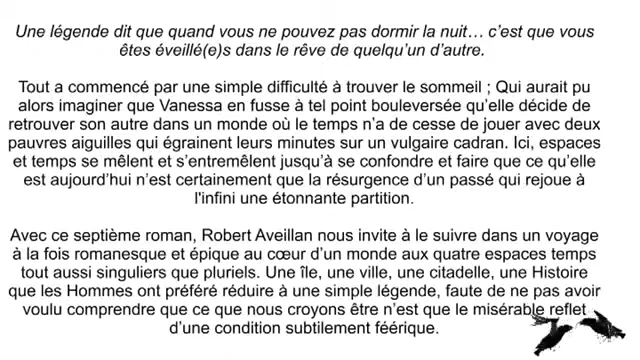 Une légende dit que quand vous ne pouvez pas dormir la nuit… c’est que vous
êtes éveillé(e)s dans le rêve de quelqu’un d’autre.
Tout a commencé par une simple difficulté à trouver le sommeil ; Qui aurait pu
alors imaginer que Vanessa en fusse à tel point bouleversée qu’elle décide de
retrouver son autre dans un monde où le temps n’a de cesse de jouer avec deux
pauvres aiguilles qui égrainent leurs minutes sur un vulgaire cadran. Ici, espaces
et temps se mêlent et s’entremêlent jusqu’à se confondre et faire que ce qu’elle
est aujourd’hui n’est certainement que la résurgence d’un passé qui rejoue à
l'infini une étonnante partition.
Avec ce septième roman, Robert Aveillan nous invite à le suivre dans un voyage
à la fois romanesque et épique au cœur d’un monde aux quatre espaces temps
tout aussi singuliers que pluriels. Une île, une ville, une citadelle, une Histoire
que les Hommes ont préféré réduire à une simple légende, faute de ne pas avoir
voulu comprendre que ce que nous croyons être n’est que le misérable reflet
d’une condition subtilement féérique.